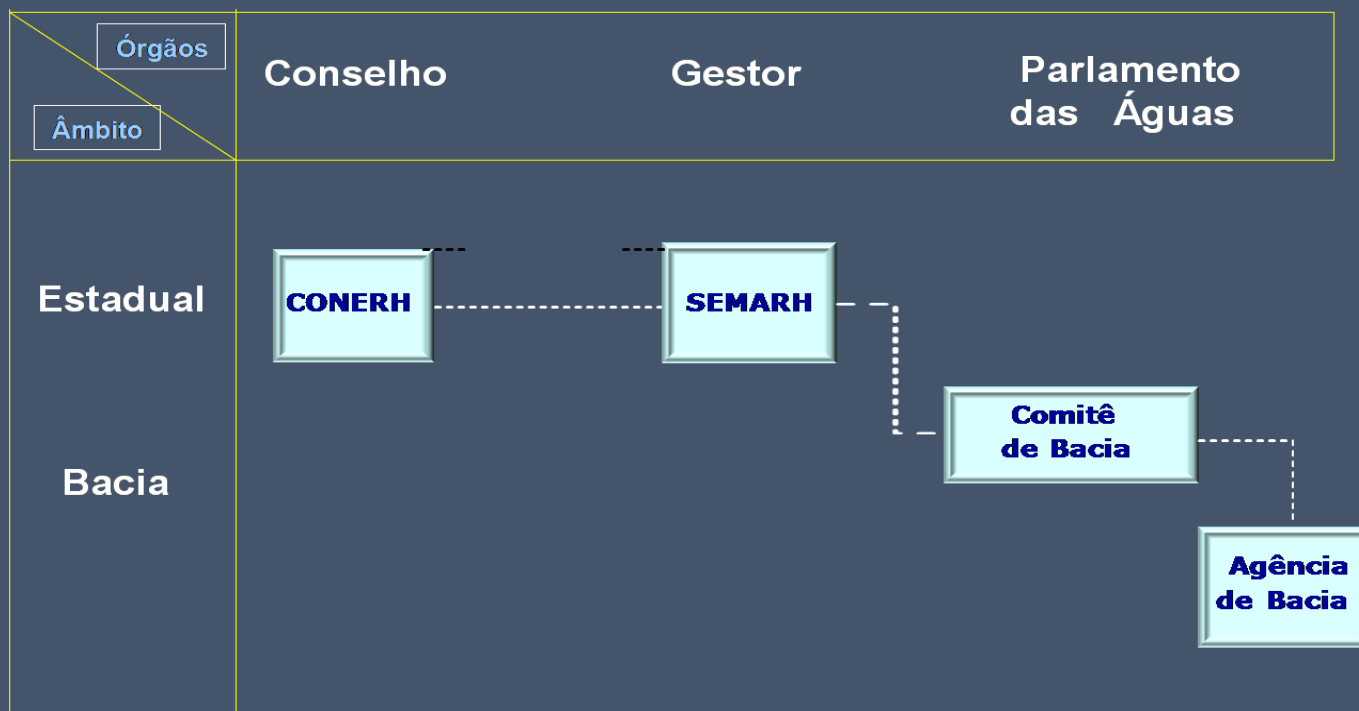 Órgãos
Âmbito
Conselho
Gestor
Parlamento
das Águas
Estadual
CONERH
SEMARH
Bacia
Comitê
de Bacia
Agência
de Bacia